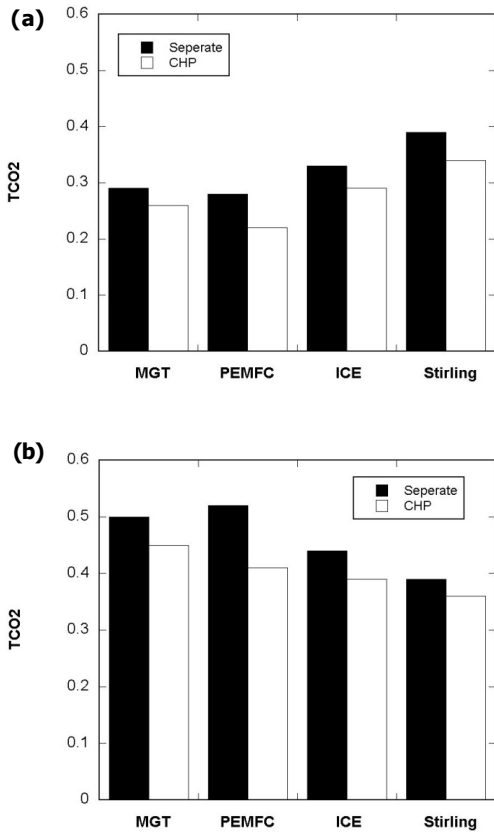 (a)
0.6
Seperate
CHP
0.5
0.4
TCO2
0.3
0.2
0.1
0
MGT PEMFC ICE Stirling
(b)
0.6
Seperate
CHP
0.5
0.4
TCO2
0.3
0.2
0.1
0
MGT PEMFC ICE Stirling